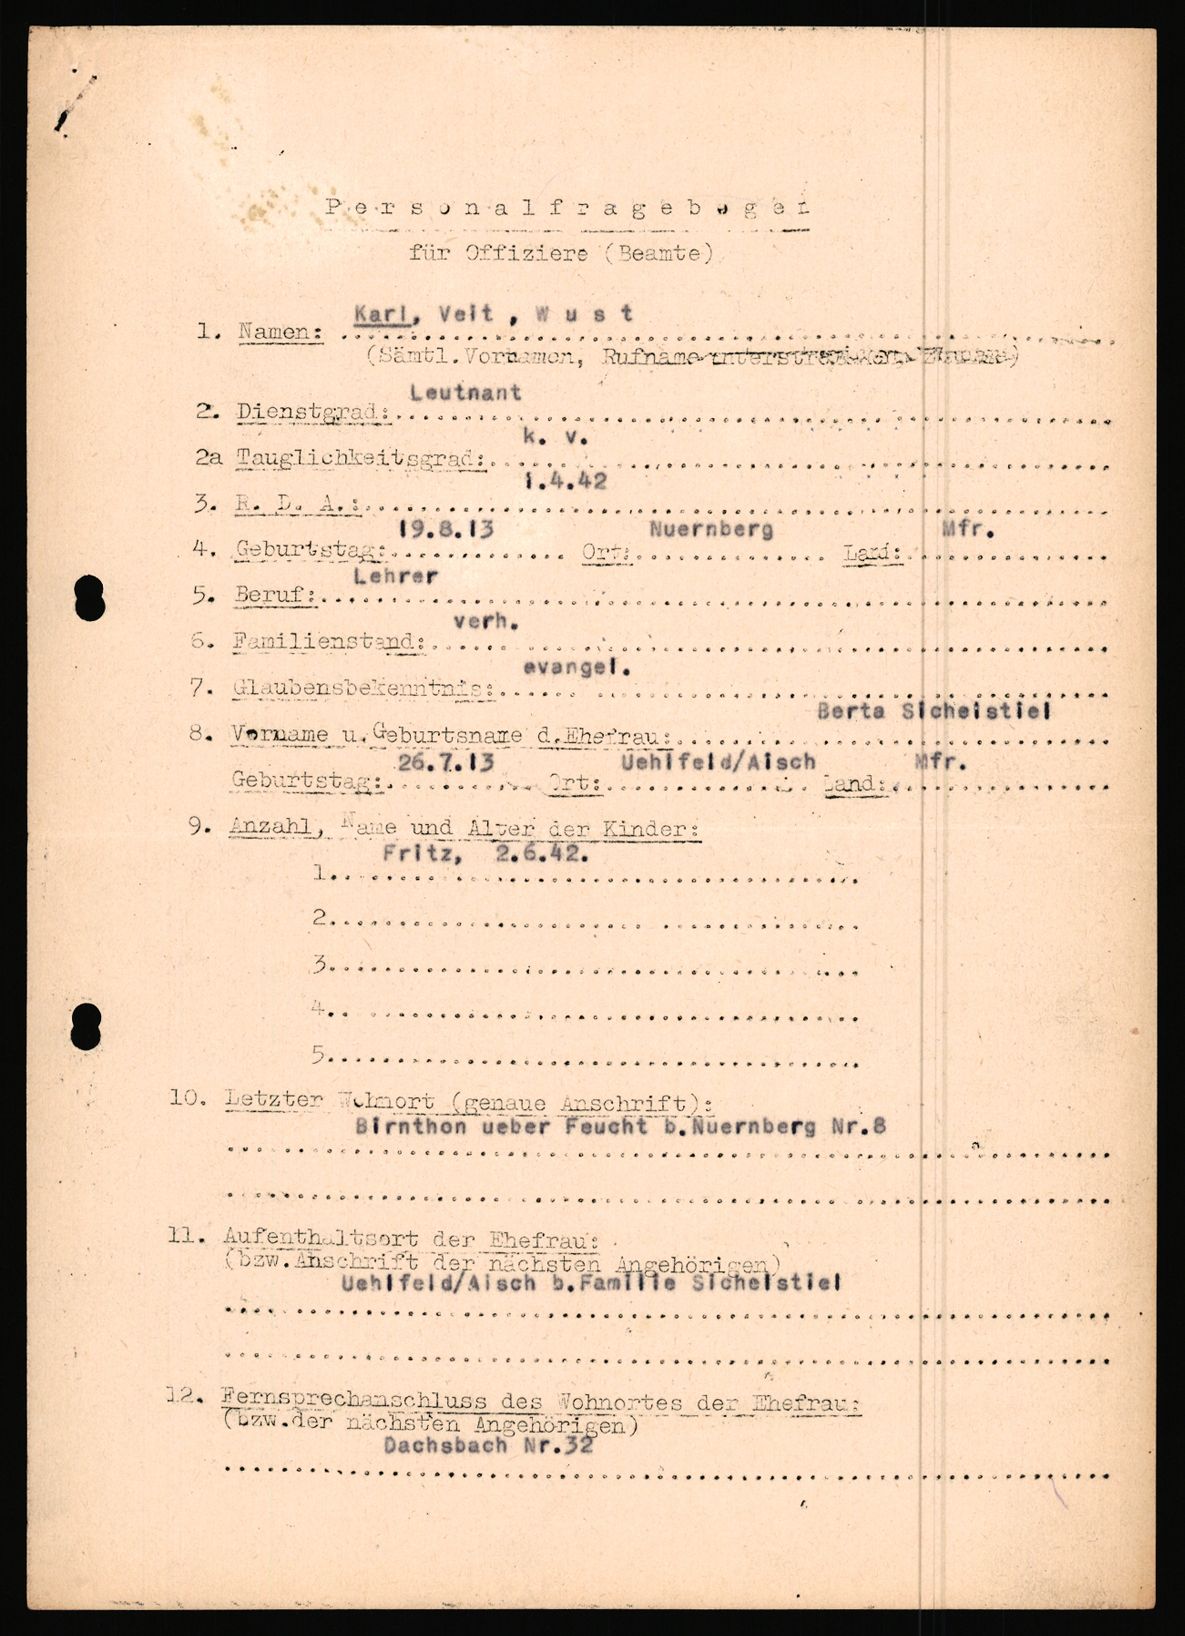 Personalfragebogen
für Offiziere (Beamte)
Karl, Veit, Wust
1. Namen:
(Sämtl. Vornamen, Rufname unterstreichen, Zuname)
Leutnant
2. Dienstgrad:
k. v.
2a Tauglichkeitsgrad:
1.4.42
3. R. D. A.:
19.8.13 Nuernberg Mfr.
4. Geburtstag: Ort: Land:
Lehrer
5. Beruf:
verh.
6. Familienstand:
evangel.
7. Glaubensbekenntnis:
Berta Sichelstiel
8. Vorname u. Geburtsname d. Ehefrau:
26.7.13 Uehlfeld/Aisch Mfr.
Geburtstag: Ort: Land:
9. Anzahl, Name und Alter der Kinder:
Fritz, 2.6.42.
1.
2.
3.
4.
5.
10. Letzter Wohnort (genaue Anschrift):
Birnthon ueber Feucht b. Nuernberg Nr. 8
11. Aufenthaltsort der Ehefrau:
(bzw. Anschrift der nächsten Angehörigen)
Uehlfeld/Aisch b. Familie Sichelstiel
12. Fernsprechanschluss des Wohnortes der Ehefrau:
(bzw. der nächsten Angehörigen)
Dachsbach Nr. 32